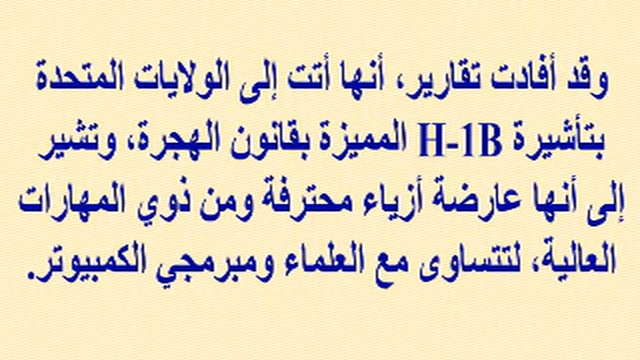 وقد أفادت تقارير، أنها أتت إلى الولايات المتحدة
بتأشيرة H-1B المميزة بقانون الهجرة، وتشير
إلى أنها عارضة أزياء محترفة ومن ذوي المهارات
العالية، لتتساوى مع العلماء ومبرمجي الكمبيوتر.